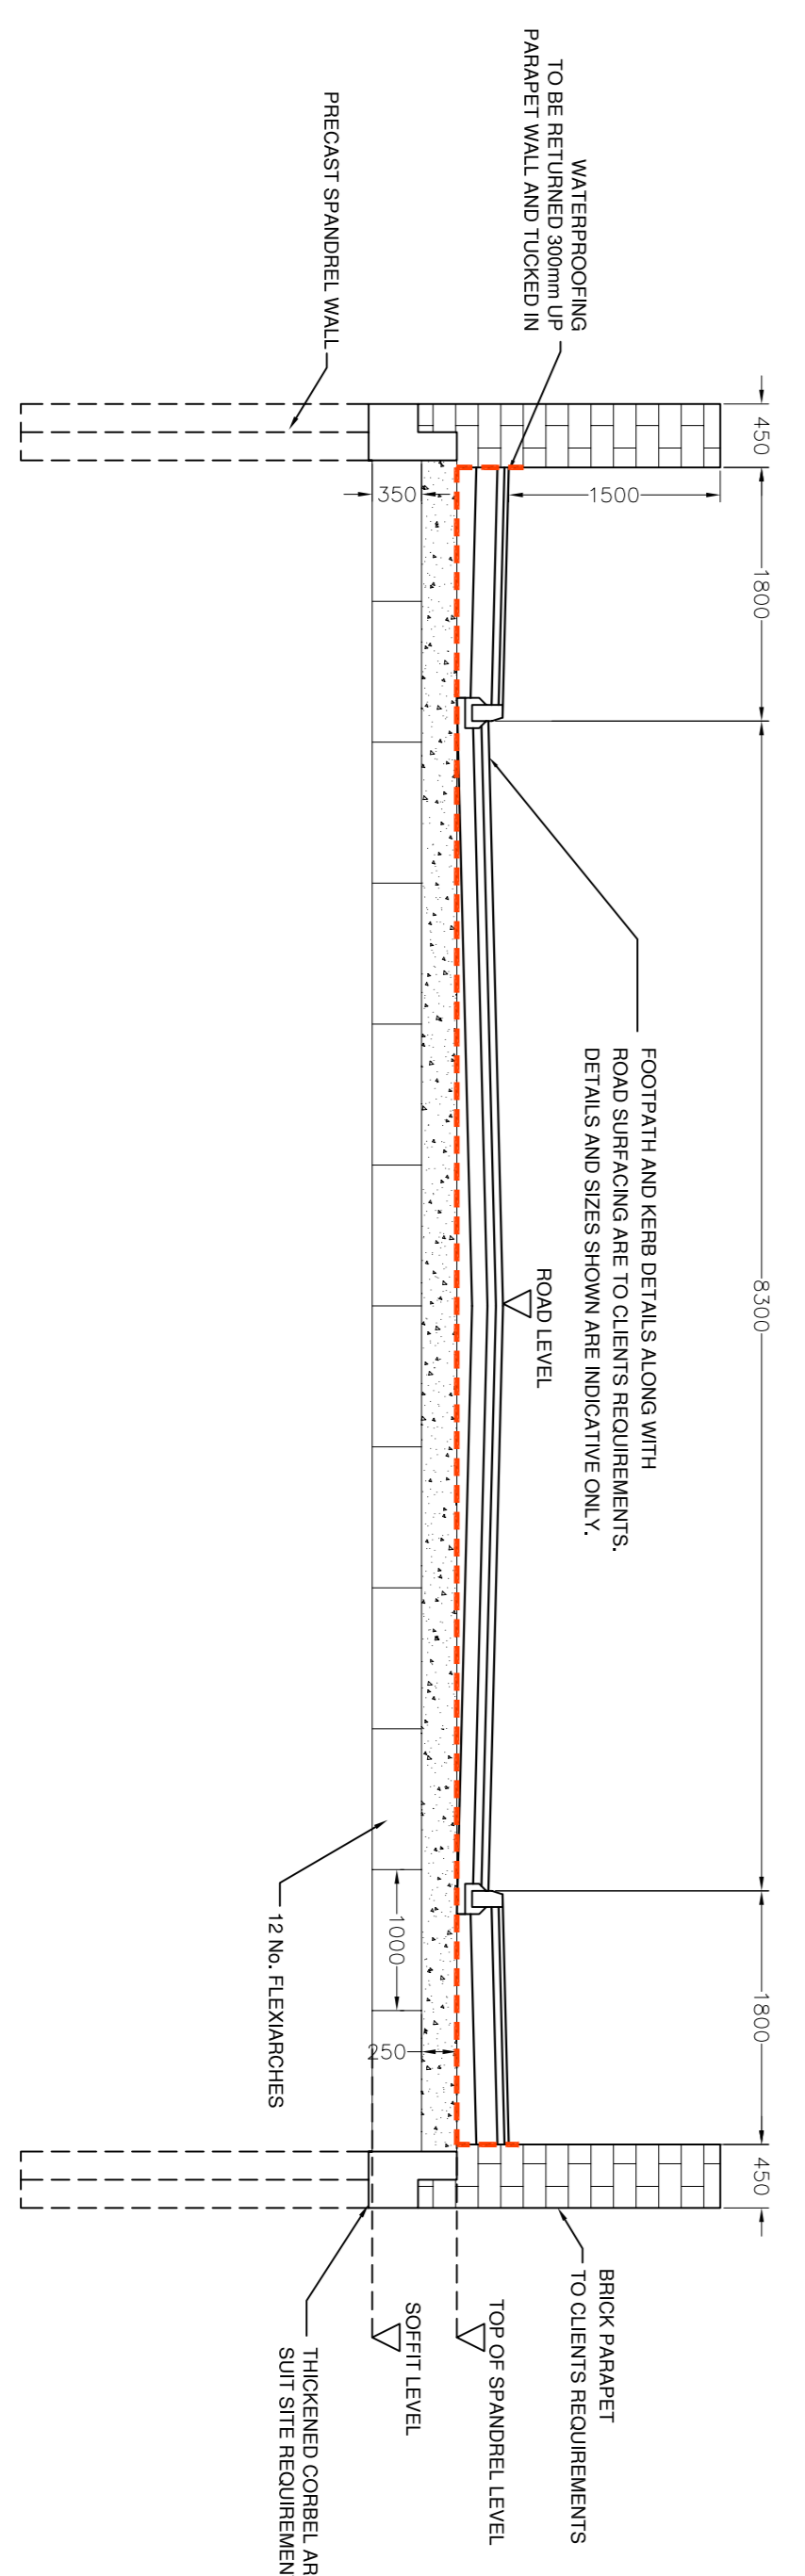 WATERPROOFING
TO BE RETURNED 300mm UP
PARAPET WALL AND TUCKED IN
PRECAST SPANDREL WALL
450
1800
8300
1800
450
1500
350
FOOTPATH AND KERB DETAILS ALONG WITH
ROAD SURFACING ARE TO CLIENTS REQUIREMENTS.
DETAILS AND SIZES SHOWN ARE INDICATIVE ONLY.
ROAD LEVEL
1000
250
12 No. FLEXIARCHES
BRICK PARAPET
TO CLIENTS REQUIREMENTS
TOP OF SPANDREL LEVEL
SOFFIT LEVEL
THICKENED CORBEL AR
SUIT SITE REQUIREMEN